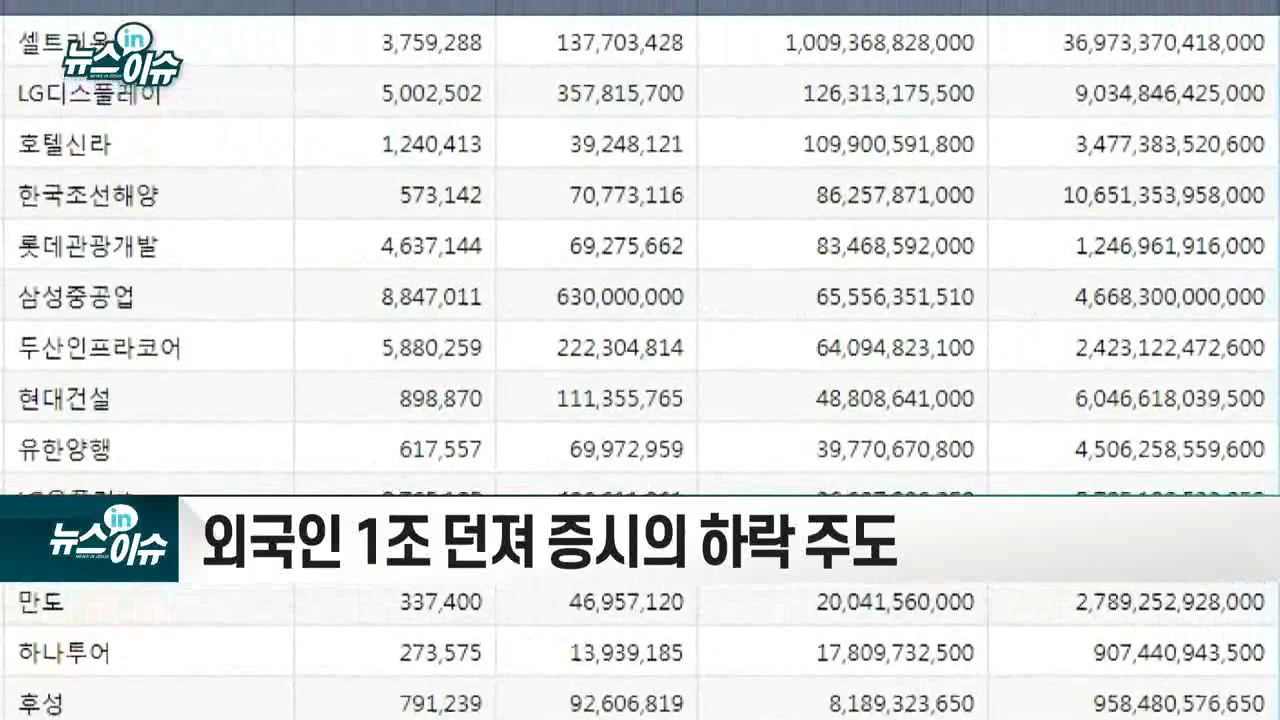 셀트리온 3,759,288 137,703,428 1,009,368,828,000 36,973,370,418,000
뉴스in이슈
LG디스플레이 5,002,502 357,815,700 126,313,175,500 9,034,846,425,000
호텔신라 1,240,413 39,248,121 109,900,591,800 3,477,383,520,600
한국조선해양 573,142 70,773,116 86,257,871,000 10,651,353,958,000
롯데관광개발 4,637,144 69,275,662 83,468,592,000 1,246,961,916,000
삼성중공업 8,847,011 630,000,000 65,556,351,510 4,668,300,000,000
두산인프라코어 5,880,259 222,304,814 64,094,823,100 2,423,122,472,600
현대건설 898,870 111,355,765 48,808,641,000 6,046,618,039,500
유한양행 617,557 69,972,959 39,770,670,800 4,506,258,559,600
뉴스in이슈 외국인 1조 던져 증시의 하락 주도
만도 337,400 46,957,120 20,041,560,000 2,789,252,928,000
하나투어 273,575 13,939,185 17,809,732,500 907,440,943,500
후성 791,239 92,606,819 8,189,323,650 958,480,576,650